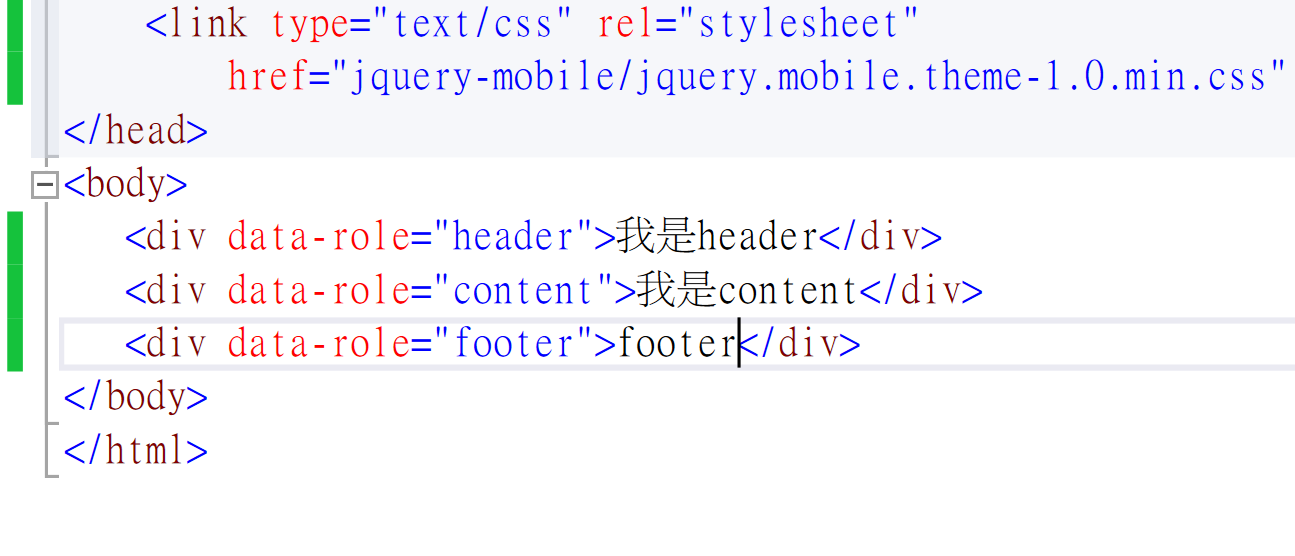 <link type="text/css" rel="stylesheet"
href="jquery-mobile/jquery.mobile.theme-1.0.min.css"
</head>
<body>
<div data-role="header">我是header</div>
<div data-role="content">我是content</div>
<div data-role="footer">footer</div>
</body>
</html>